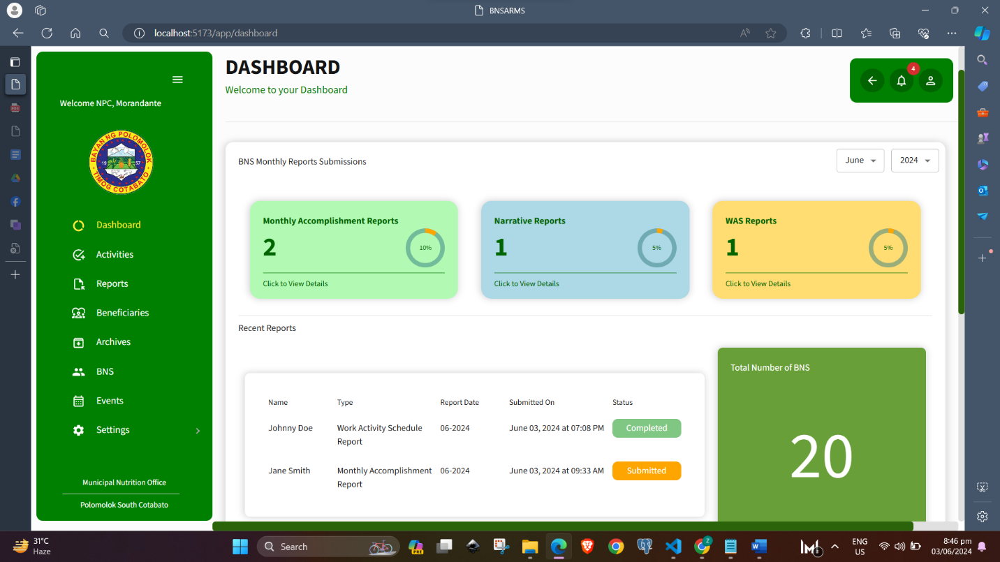 BNSARMS
localhost:5173/app/dashboard
Welcome NPC, Morandante
BAYAN NG POLOMOLOK
19 57
TIMOG COTABATO
Dashboard
Activities
Reports
Beneficiaries
Archives
BNS
Events
Settings
Municipal Nutrition Office
Polomolok South Cotabato
DASHBOARD
Welcome to your Dashboard
4
BNS Monthly Reports Submissions
June
2024
Monthly Accomplishment Reports
2
10%
Click to View Details
Narrative Reports
1
5%
Click to View Details
WAS Reports
1
5%
Click to View Details
Recent Reports
Name Type Report Date Submitted On Status
Johnny Doe Work Activity Schedule 06-2024 June 03, 2024 at 07:08 PM Completed
Report
Jane Smith Monthly Accomplishment 06-2024 June 03, 2024 at 09:33 AM Submitted
Report
Total Number of BNS
20
31°C
Haze
Search
PRE
ENG
US
8:46 pm
03/06/2024